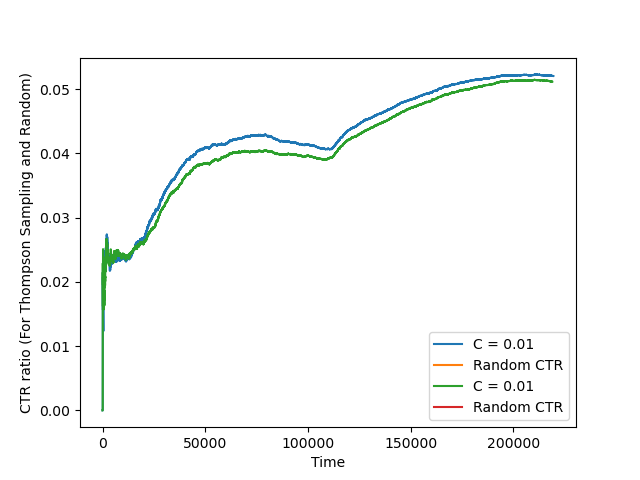 CTR ratio (For Thompson Sampling and Random)
0.05
0.04
0.03
0.02
0.01
0.00
0
50000
100000
150000
200000
Time
C = 0.01
Random CTR
C = 0.01
Random CTR